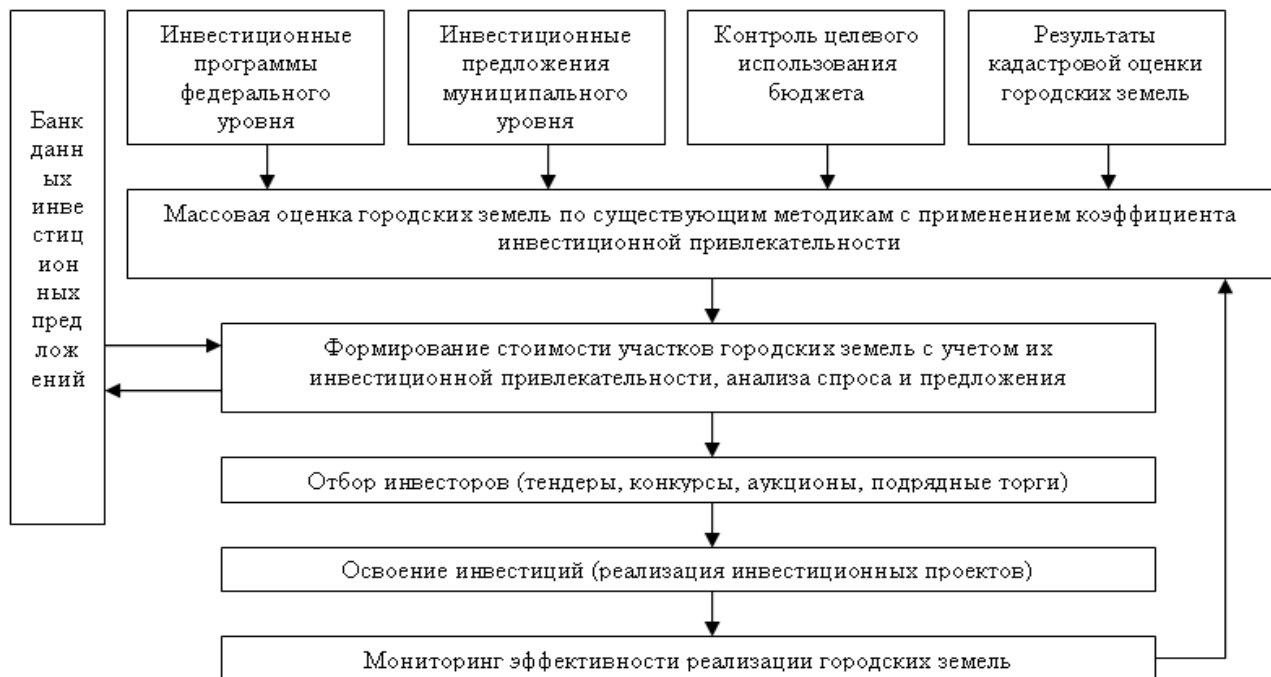 Банк
данн
ых
инве
стиц
ион
ных
пред
лож
ений
Инвестиционные
программы
федерального
уровня
Инвестиционные
предложения
муниципального
уровня
Контроль целевого
использования
бюджета
Результаты
кадастровой оценки
городских земель
Массовая оценка городских земель по существующим методикам с применением коэффициента
инвестиционной привлекательности
Формирование стоимости участков городских земель с учетом их
инвестиционной привлекательности, анализа спроса и предложения
Отбор инвесторов (тендеры, конкурсы, аукционы, подрядные торги)
Освоение инвестиций (реализация инвестиционных проектов)
Мониторинг эффективности реализации городских земель